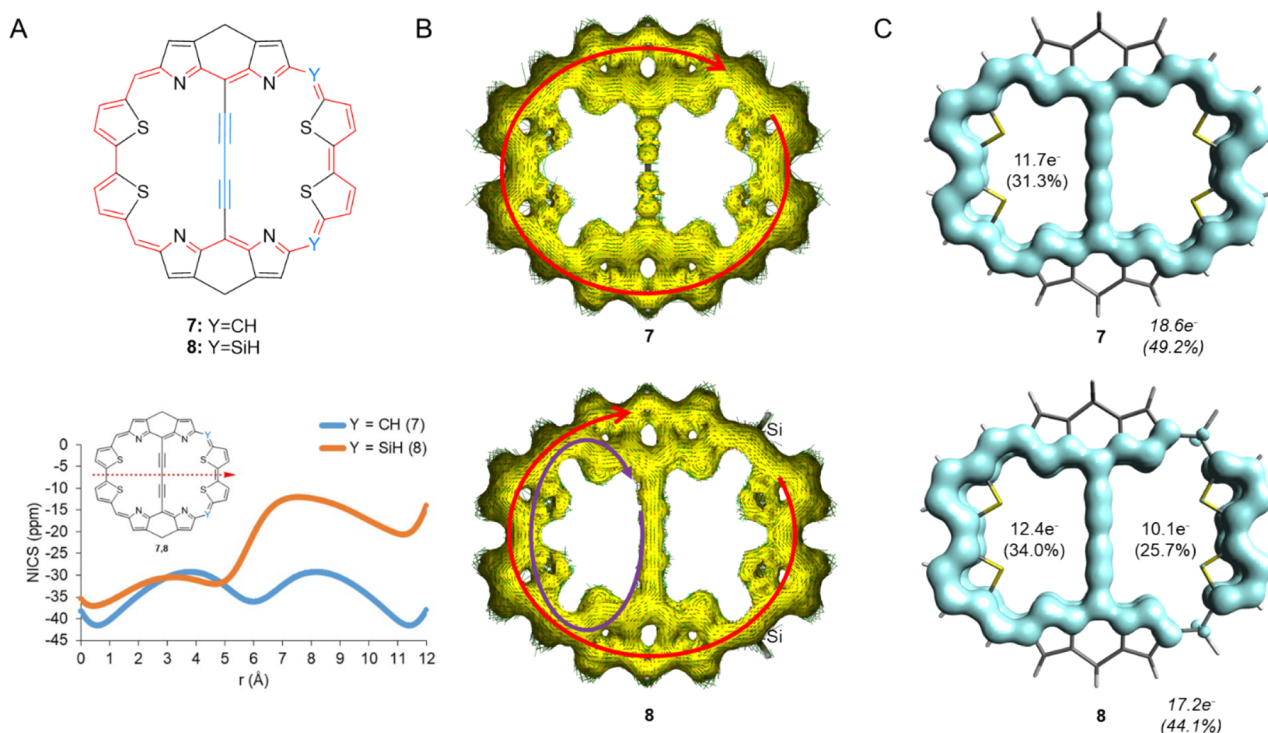 A
Y
N
N
S
S
S
S
N
N
Y
7: Y=CH
8: Y=SiH
Y = CH (7)
Y = SiH (8)
NICS (ppm)
0
-5
-10
-15
-20
-25
-30
-35
-40
-45
N
N
Y
S
S
S
S
N
N
Y
7,8
0 1 2 3 4 5 6 7 8 9 10 11 12
r (Å)
B
7
Si
Si
8
C
11.7e⁻
(31.3%)
7
18.6e⁻
(49.2%)
12.4e⁻
(34.0%)
10.1e⁻
(25.7%)
8
17.2e⁻
(44.1%)